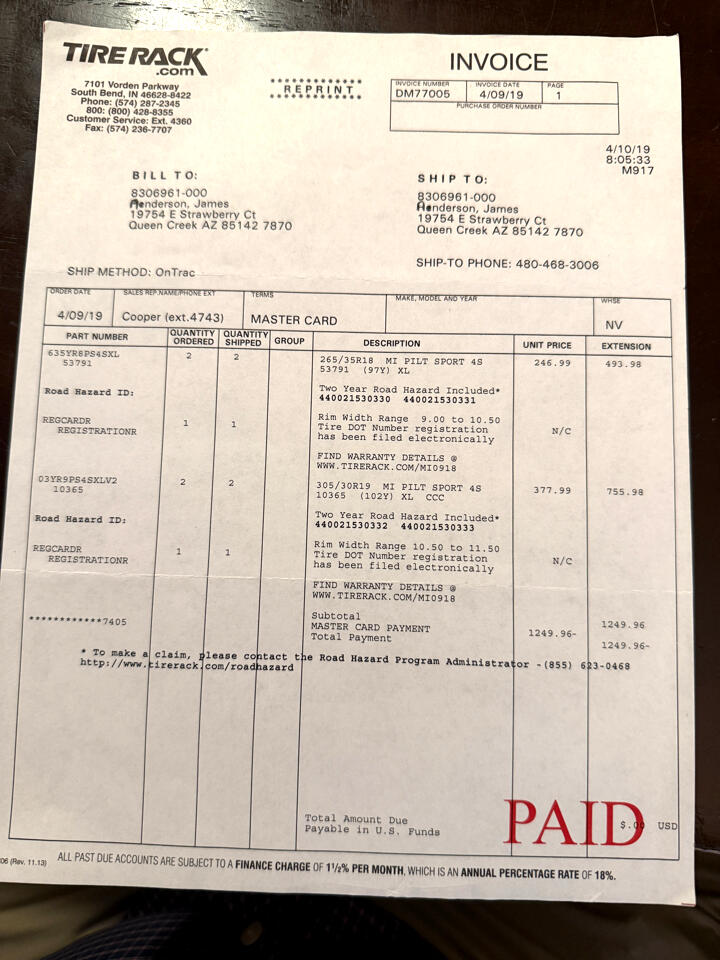 TIRE RACK
.com
7101 Vorden Parkway
South Bend, IN 46628-8422
Phone: (574) 287-2345
800: (800) 428-8355
Customer Service: Ext. 4360
Fax: (574) 236-7707
REPRINT
INVOICE
INVOICE NUMBER INVOICE DATE PAGE
DM77005 4/09/19 1
PURCHASE ORDER NUMBER
4/10/19
8:05:33
M917
BILL TO:
8306961-000
Henderson, James
19754 E Strawberry Ct
Queen Creek AZ 85142 7870
SHIP TO:
8306961-000
Henderson, James
19754 E Strawberry Ct
Queen Creek AZ 85142 7870
SHIP METHOD: OnTrac
SHIP-TO PHONE: 480-468-3006
ORDER DATE SALES REP.NAME/PHONE EXT TERMS MAKE, MODEL AND YEAR WHSE
4/09/19 Cooper (ext.4743) MASTER CARD NV
PART NUMBER QUANTITY ORDERED QUANTITY SHIPPED GROUP DESCRIPTION UNIT PRICE EXTENSION
635YR8PS4SXL 2 2 265/35R18 MI PILT SPORT 4S 246.99 493.98
53791 53791 (97Y) XL
Road Hazard ID: Two Year Road Hazard Included*
440021530330 440021530331
REGCARDR 1 1 Rim Width Range 9.00 to 10.50
REGISTRATIONR Tire DOT Number registration N/C
has been filed electronically
FIND WARRANTY DETAILS @
WWW.TIRERACK.COM/MI0918
03YR9PS4SXLV2 2 2 305/30R19 MI PILT SPORT 4S 377.99 755.98
10365 10365 (102Y) XL CCC
Road Hazard ID: Two Year Road Hazard Included*
440021530332 440021530333
REGCARDR 1 1 Rim Width Range 10.50 to 11.50
REGISTRATIONR Tire DOT Number registration N/C
has been filed electronically
FIND WARRANTY DETAILS @
WWW.TIRERACK.COM/MI0918
Subtotal 1249.96
************7405 MASTER CARD PAYMENT 1249.96-
Total Payment 1249.96-
* To make a claim, please contact the Road Hazard Program Administrator -(855) 623-0468
http://www.tirerack.com/roadhazard
Total Amount Due
Payable in U.S. Funds
PAID
$.00 USD
06 (Rev. 11.13) ALL PAST DUE ACCOUNTS ARE SUBJECT TO A FINANCE CHARGE OF 1½% PER MONTH, WHICH IS AN ANNUAL PERCENTAGE RATE OF 18%.